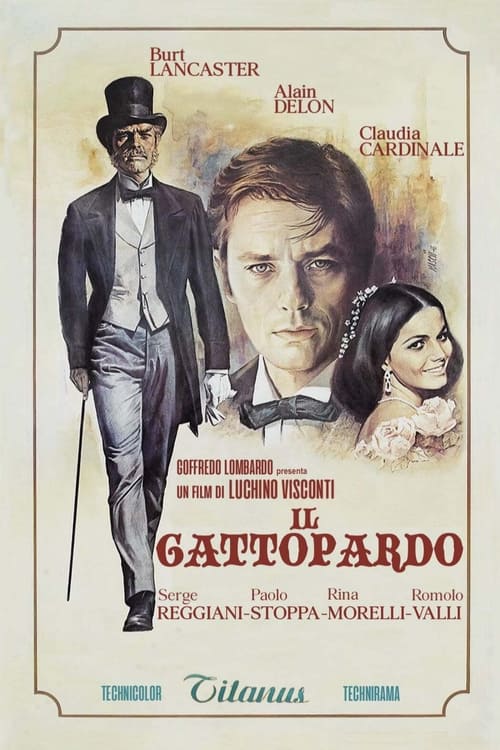 Burt
LANCASTER
Alain
DELON
Claudia
CARDINALE
GOFFREDO LOMBARDO presenta
UN FILM DI LUCHINO VISCONTI
IL
GATTOPARDO
Serge Paolo Rina Romolo
REGGIANI-STOPPA-MORELLI-VALLI
TECHNICOLOR Titanus TECHNIRAMA